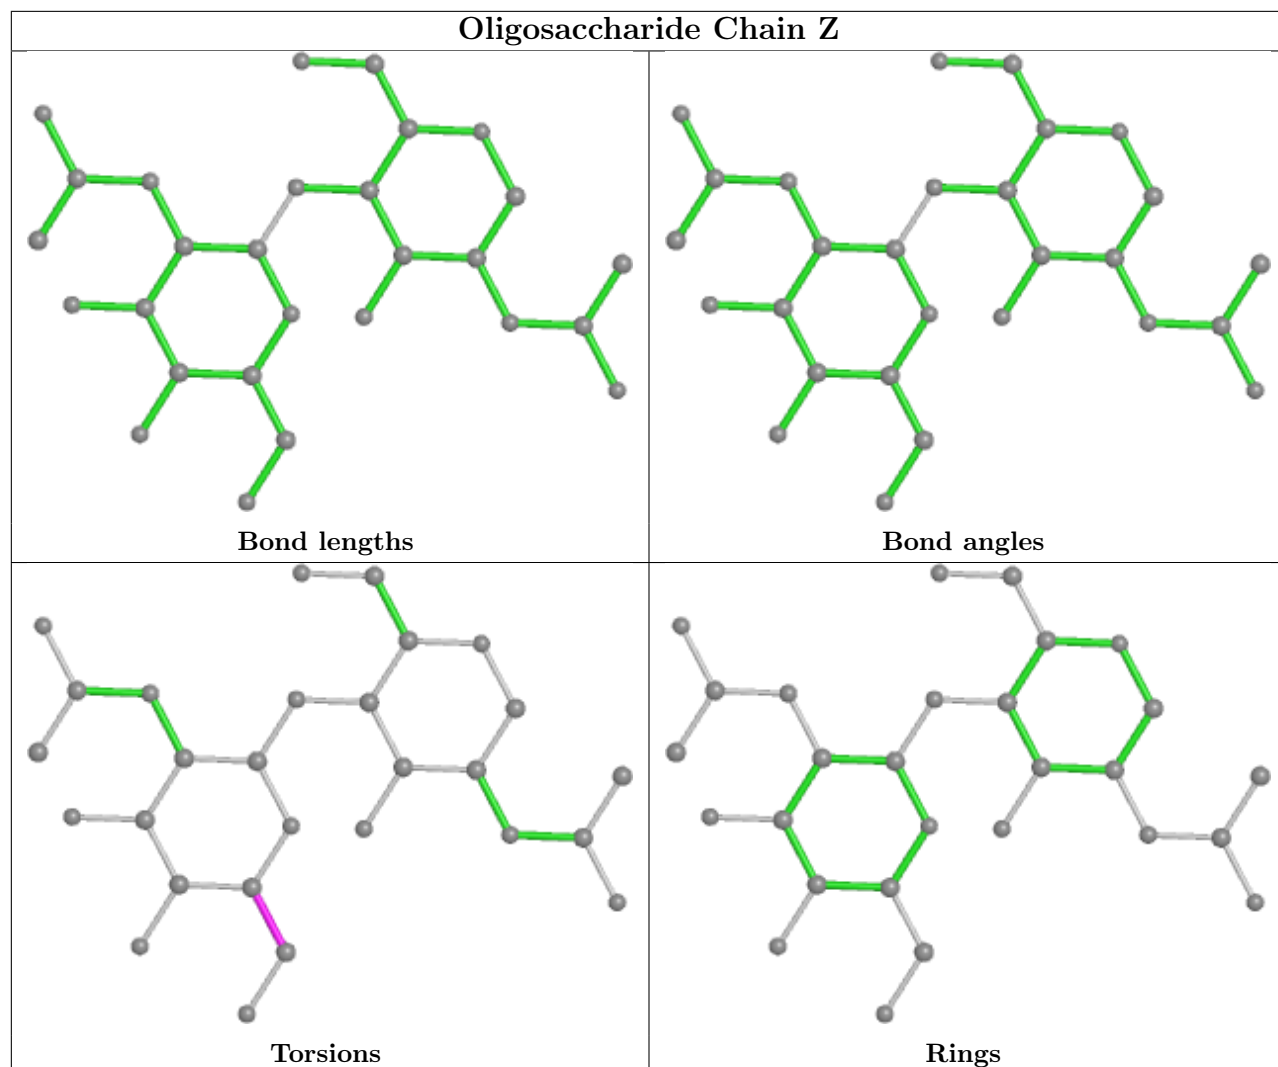 Oligosaccharide Chain Z
Bond lengths
Bond angles
Torsions
Rings